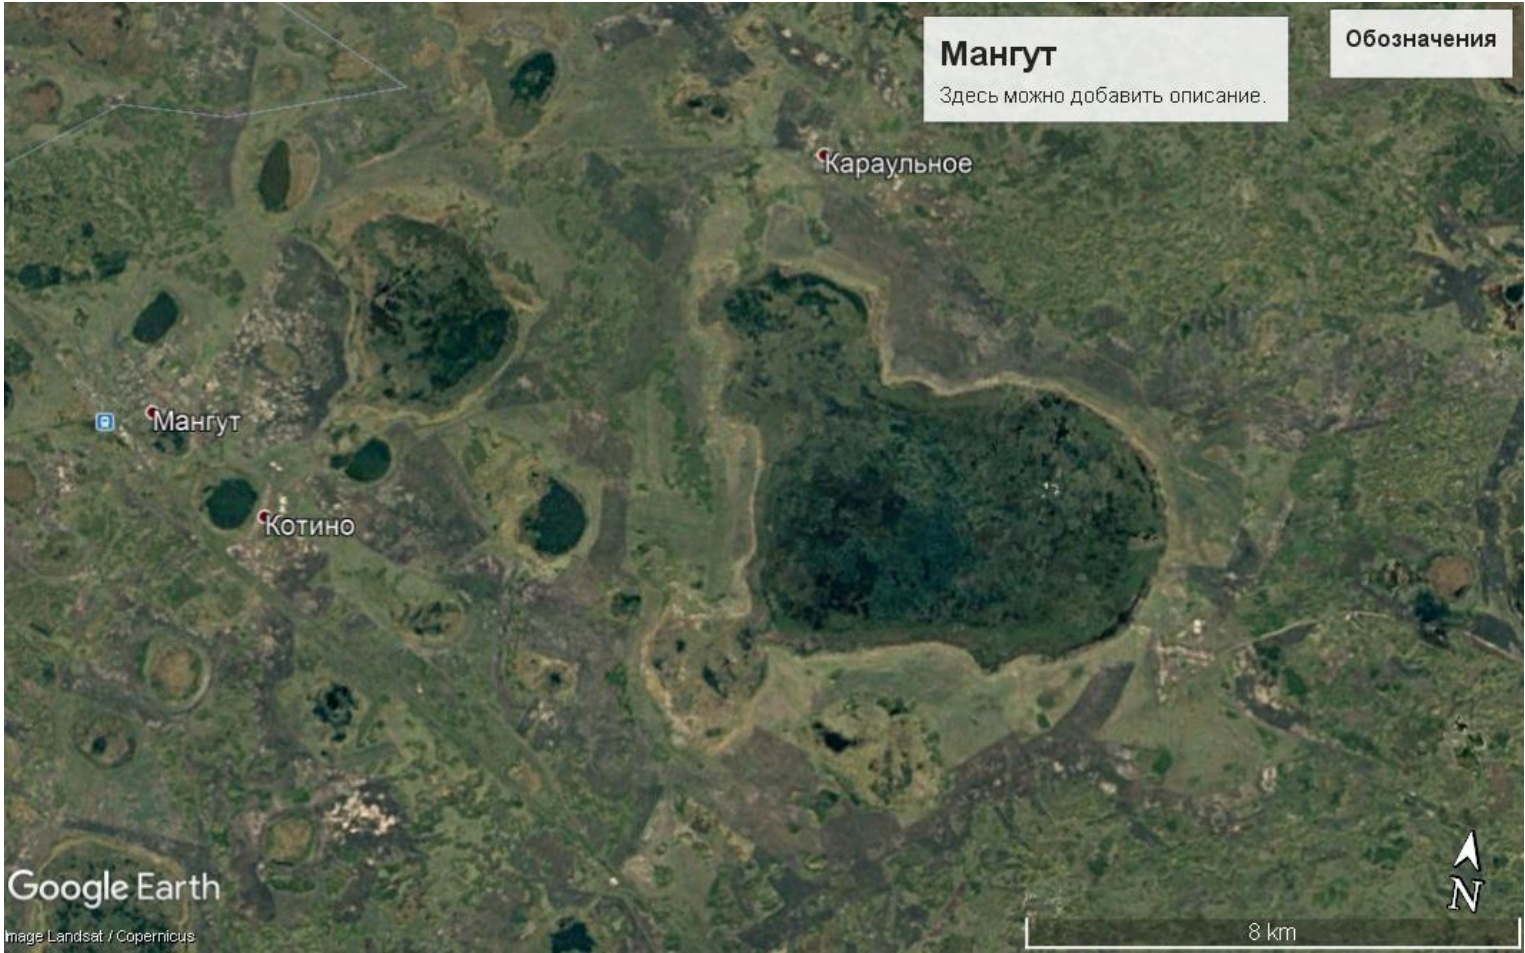 Мангут
Здесь можно добавить описание.
Обозначения
Караульное
Мангут
Котино
Google Earth
Image Landsat / Copernicus
8 km
N